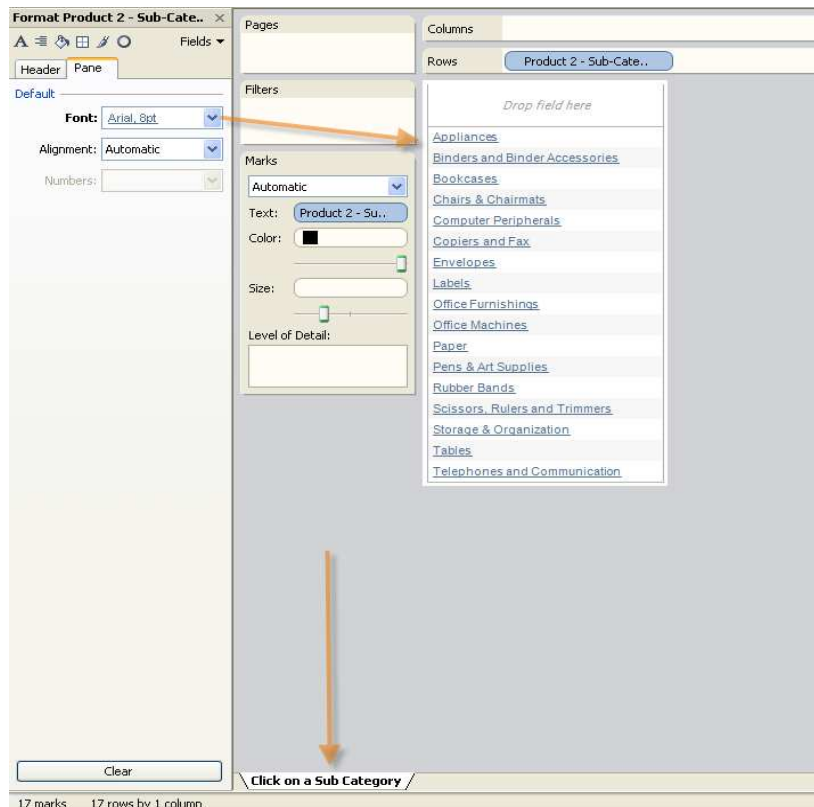 Format Product 2 - Sub-Cate.. ×
Fields
Header Pane
Default
Font: Arial, 8pt
Alignment: Automatic
Numbers:
Clear
Pages
Filters
Marks
Automatic
Text: Product 2 - Su..
Color:
Size:
Level of Detail:
Columns
Rows Product 2 - Sub-Cate..
Drop field here
Appliances
Binders and Binder Accessories
Bookcases
Chairs & Chairmats
Computer Peripherals
Copiers and Fax
Envelopes
Labels
Office Furnishings
Office Machines
Paper
Pens & Art Supplies
Rubber Bands
Scissors, Rulers and Trimmers
Storage & Organization
Tables
Telephones and Communication
Click on a Sub Category
17 marks 17 rows by 1 column